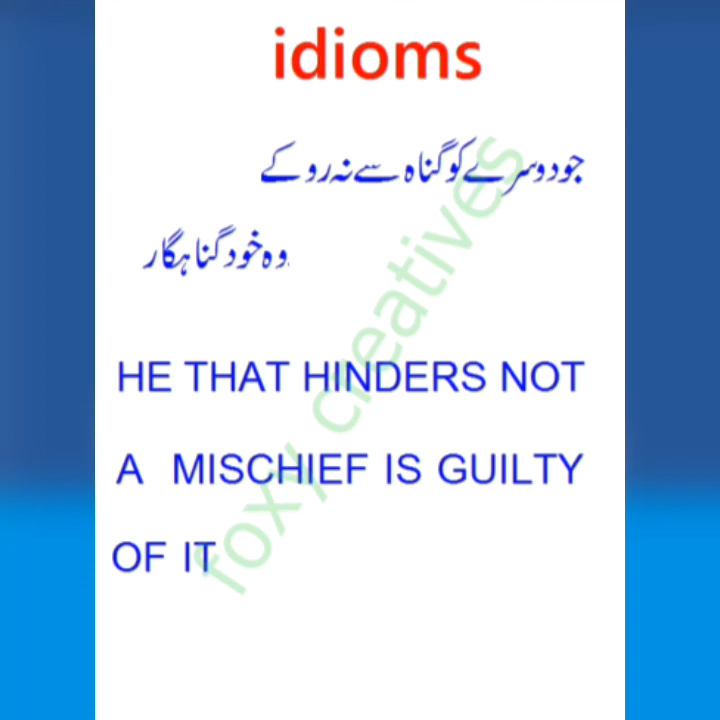 idioms
جو دوسرے کو گناہ سے نہ روکے
وہ خود گناہگار
HE THAT HINDERS NOT
A MISCHIEF IS GUILTY
OF IT
foxy creatives